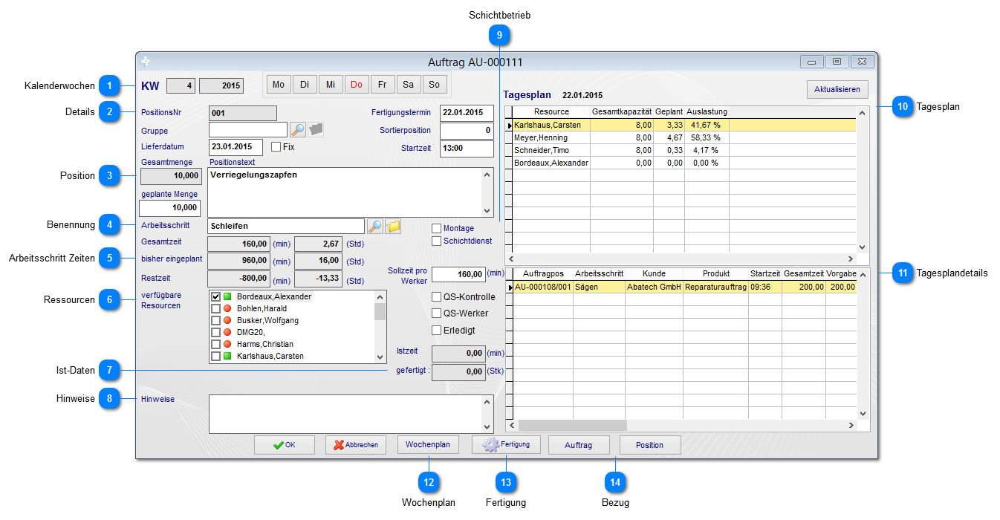 Schichtbetrieb
9
Auftrag AU-000111
Kalenderwochen 1
KW 4 2015 Mo Di Mi Do Fr Sa So
Aktualisieren
Tagesplan 22.01.2015
Details 2
PositionsNr 001 Fertigungstermin 22.01.2015
Gruppe Sortierposition 0
Lieferdatum 23.01.2015 Fix Startzeit 13:00
Gesamtmenge Positionstext
Position 3
10,000 Verriegelungszapfen
geplante Menge
10,000
Benennung 4
Arbeitsschritt Schleifen Montage
Schichtdienst
Gesamtzeit 160,00 (min) 2,67 (Std)
Arbeitsschritt Zeiten 5
bisher eingeplant 960,00 (min) 16,00 (Std)
Restzeit -800,00 (min) -13,33 (Std)
Sollzeit pro Werker 160,00 (min)
Ressourcen 6
verfügbare Resourcen
Bordeaux,Alexander
Bohlen,Harald
Busker,Wolfgang
DMG20,
Harms,Christian
Karlshaus,Carsten
QS-Kontrolle
QS-Werker
Erledigt
Istzeit 0,00 (min)
Ist-Daten 7
gefertigt : 0,00 (Stk)
Hinweise 8
Hinweise
Resource Gesamtkapazität Geplant Auslastung
Karlshaus,Carsten 8,00 3,33 41,67 %
Meyer,Henning 8,00 4,67 58,33 %
Schneider,Timo 8,00 0,33 4,17 %
Bordeaux,Alexander 0,00 0,00 0,00 %
10 Tagesplan
Auftragpos Arbeitsschritt Kunde Produkt Startzeit Gesamtzeit Vorgabe
AU-000108/001 Sägen Abatech GmbH Reparaturauftrag 09:36 200,00 200,00
11 Tagesplandetails
OK Abbrechen Wochenplan Fertigung Auftrag Position
12 13 14
Wochenplan Fertigung Bezug